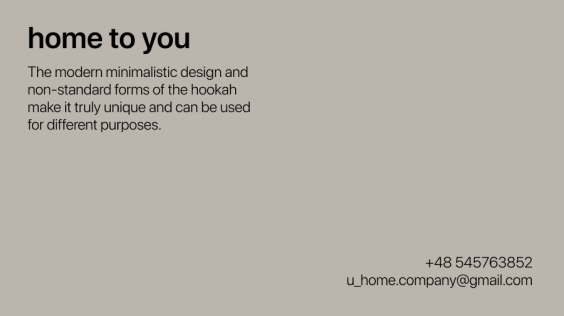 home to you
The modern minimalistic design and
non-standard forms of the hookah
make it truly unique and can be used
for different purposes.
+48 545763852
u_home.company@gmail.com